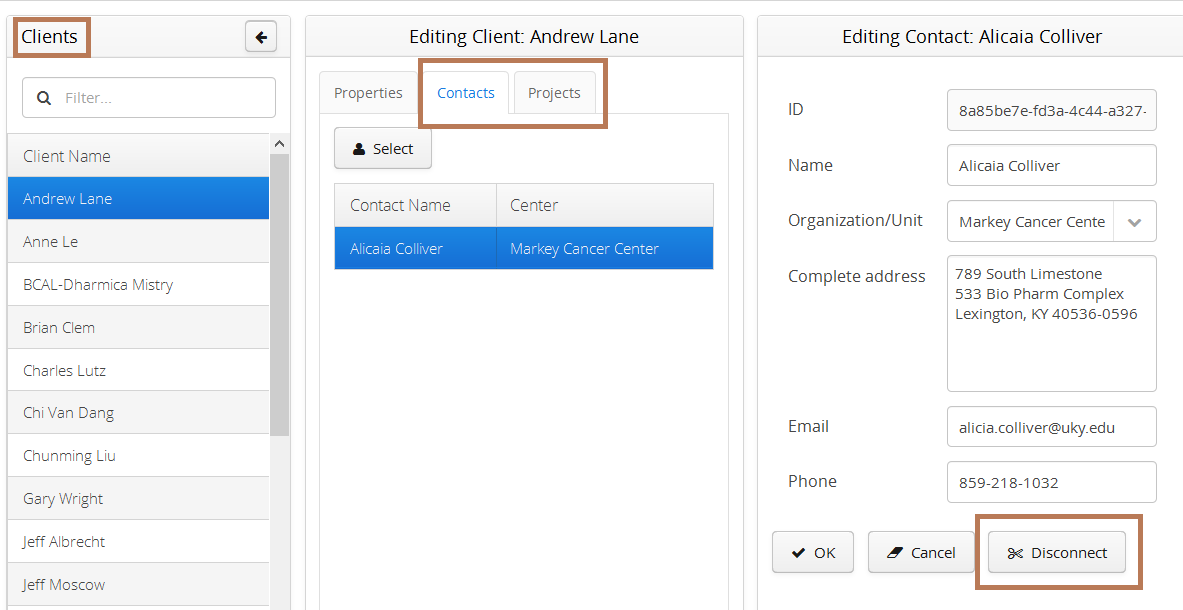 Clients
Filter...
Client Name
Andrew Lane
Anne Le
BCAL-Dharmica Mistry
Brian Clem
Charles Lutz
Chi Van Dang
Chunming Liu
Gary Wright
Jeff Albrecht
Jeff Moscow
Editing Client: Andrew Lane
Properties Contacts Projects
Select
Contact Name Center
Alicaia Colliver Markey Cancer Center
Editing Contact: Alicaia Colliver
ID 8a85be7e-fd3a-4c44-a327-
Name Alicaia Colliver
Organization/Unit Markey Cancer Cente
Complete address 789 South Limestone
533 Bio Pharm Complex
Lexington, KY 40536-0596
Email alicia.colliver@uky.edu
Phone 859-218-1032
OK Cancel Disconnect